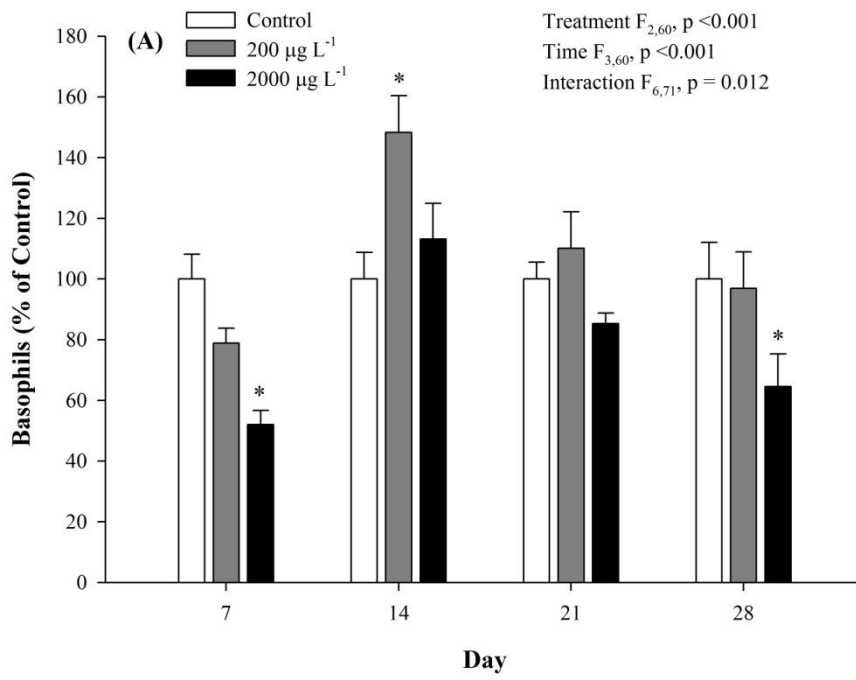 (A)
Control
200 μg L⁻¹
2000 μg L⁻¹
Treatment F₂,₆₀, p <0.001
Time F₃,₆₀, p <0.001
Interaction F₆,₇₁, p = 0.012
Basophils (% of Control)
180
160
140
120
100
80
60
40
20
0
*
*
*
7 14 21 28
Day